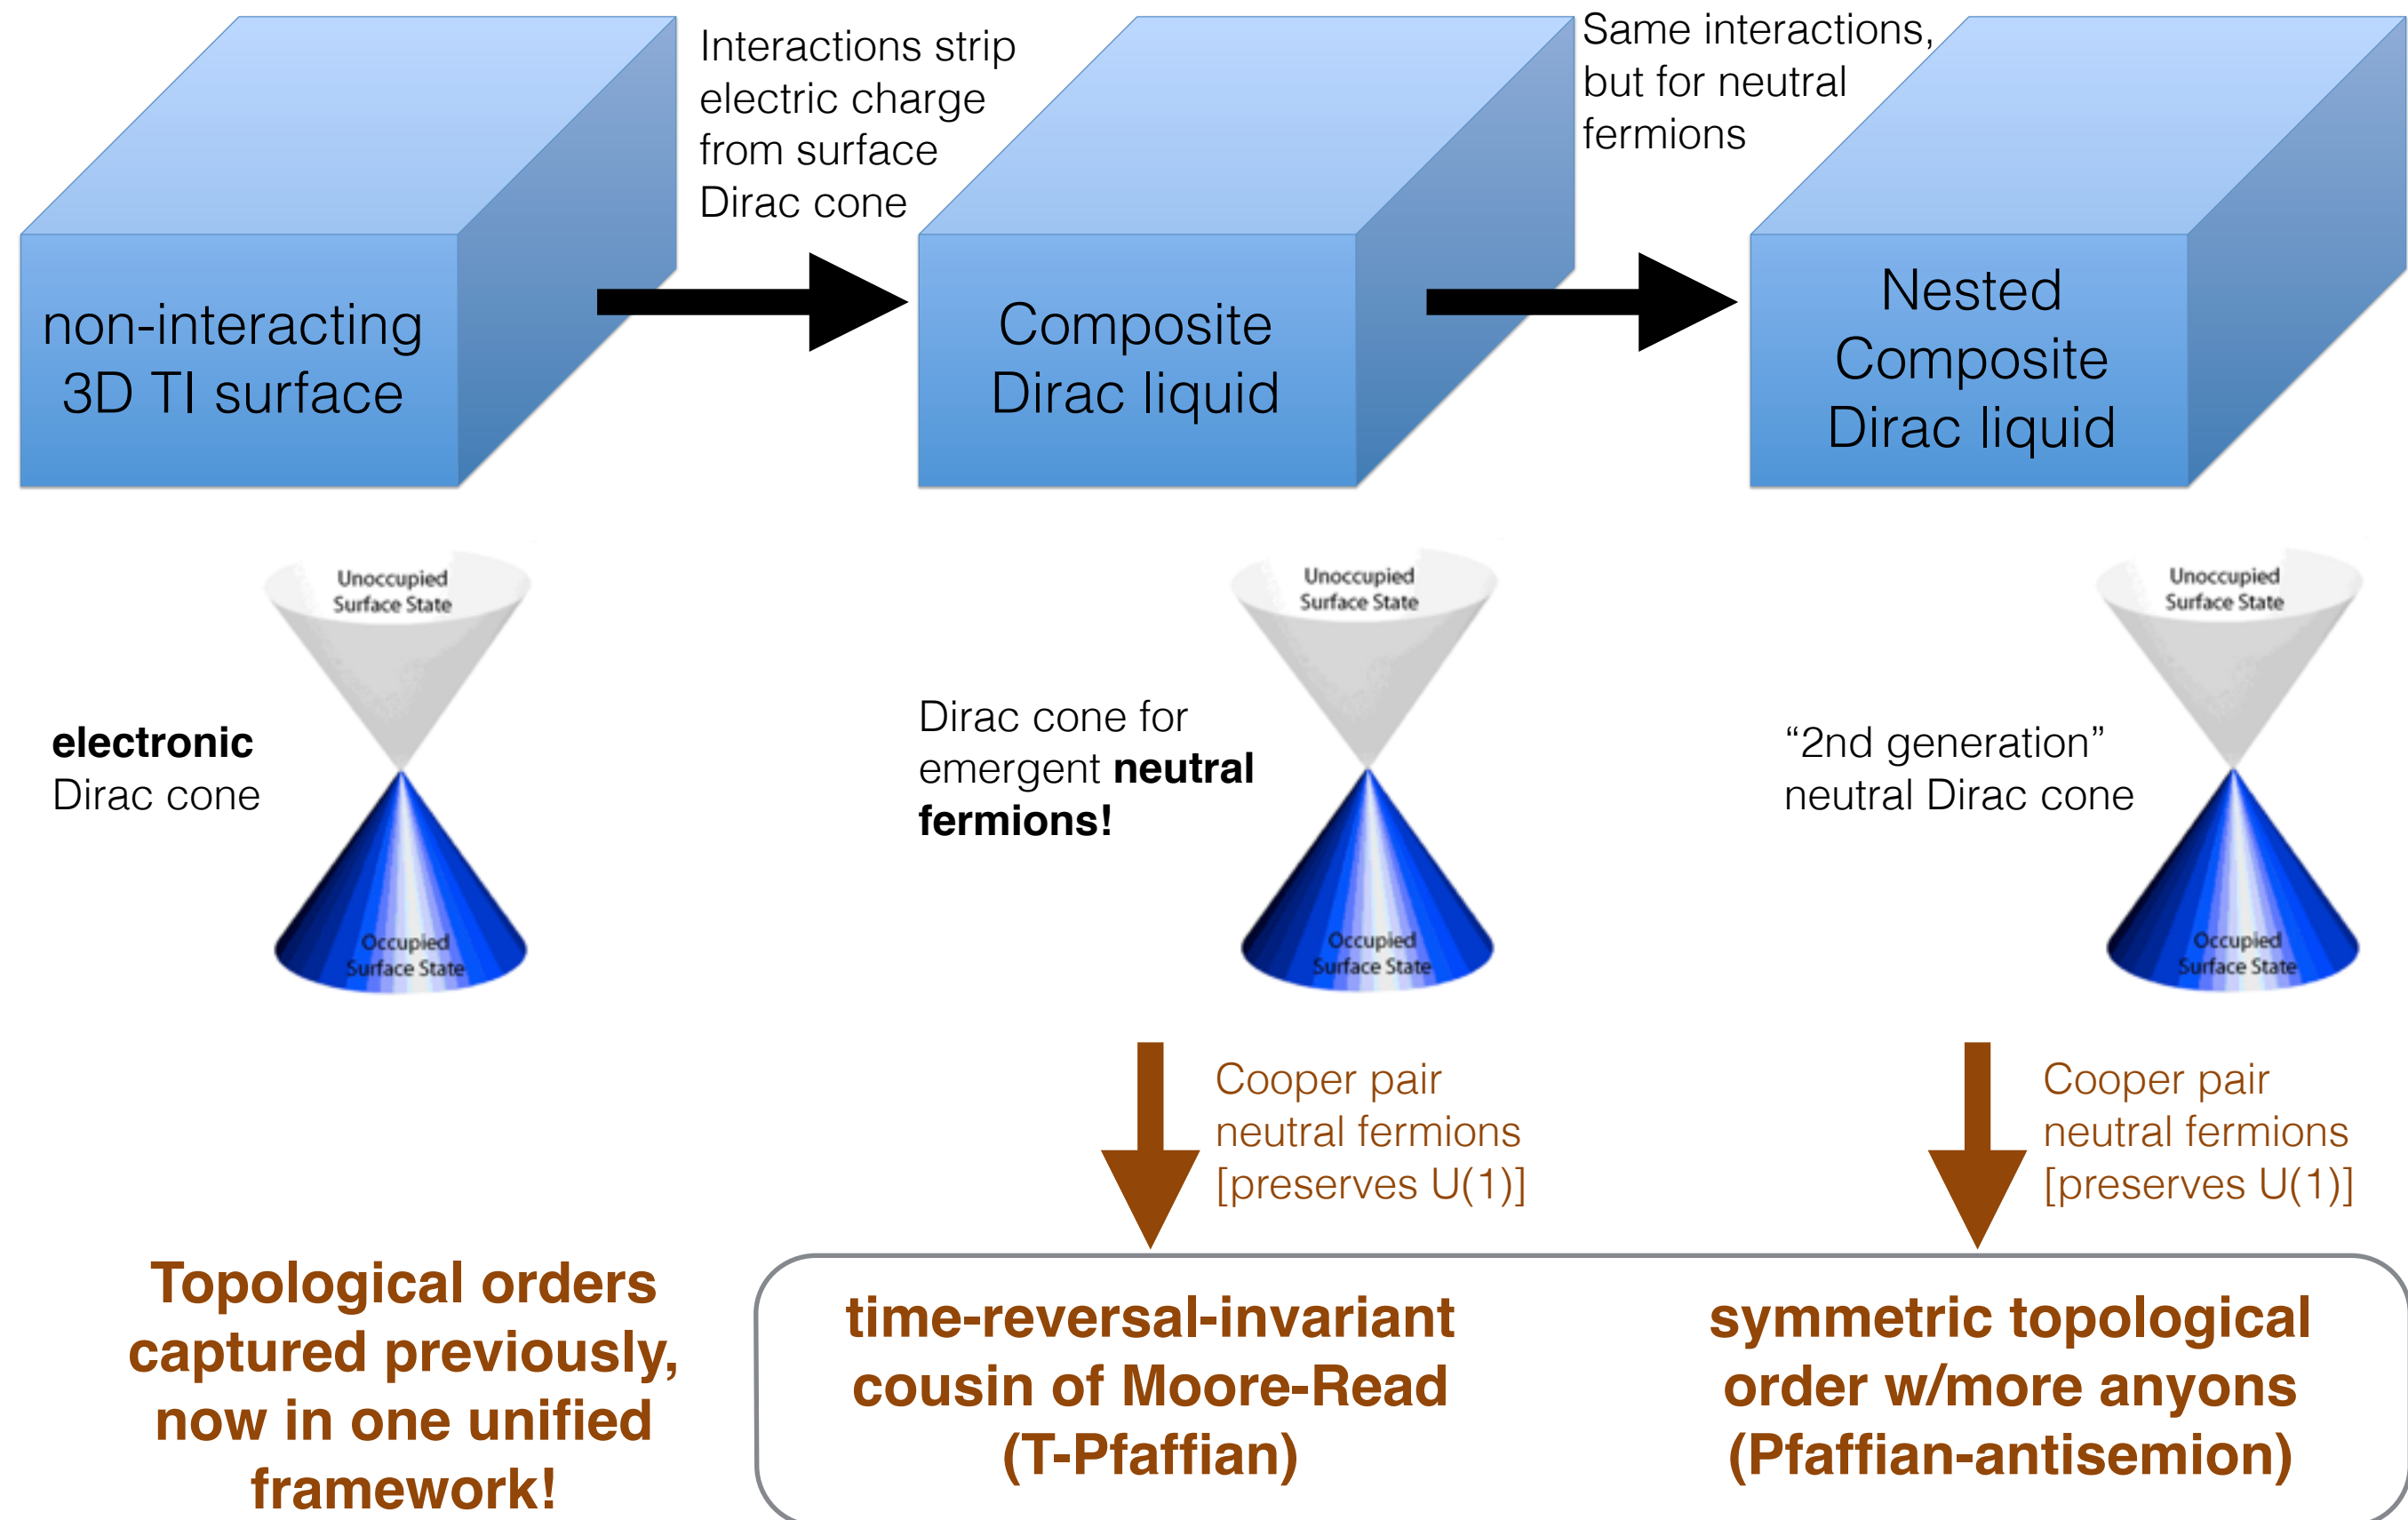 Interactions strip
electric charge
from surface
Dirac cone
Same interactions,
but for neutral
fermions
non-interacting
3D TI surface
Composite
Dirac liquid
Nested
Composite
Dirac liquid
Unoccupied
Surface State
electronic
Dirac cone
Occupied
Surface State
Unoccupied
Surface State
Dirac cone for
emergent neutral
fermions!
Occupied
Surface State
Unoccupied
Surface State
“2nd generation”
neutral Dirac cone
Occupied
Surface State
Cooper pair
neutral fermions
[preserves U(1)]
Cooper pair
neutral fermions
[preserves U(1)]
Topological orders
captured previously,
now in one unified
framework!
time-reversal-invariant
cousin of Moore-Read
(T-Pfaffian)
symmetric topological
order w/more anyons
(Pfaffian-antisemion)